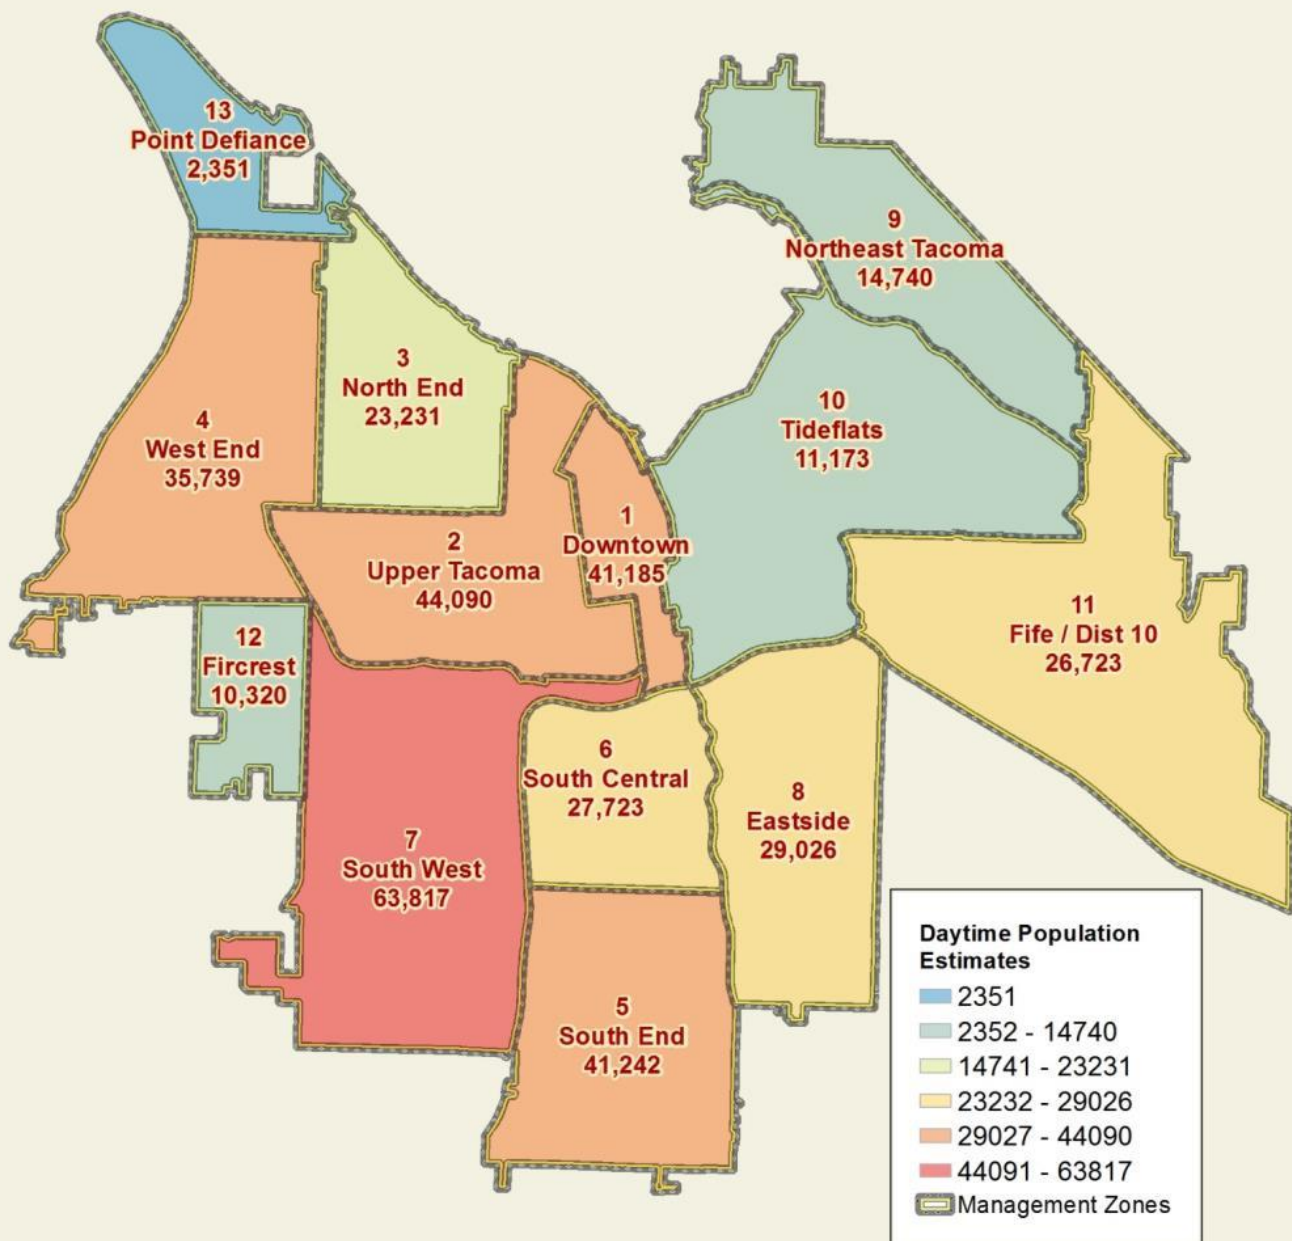 13
Point Defiance
2,351
9
Northeast Tacoma
14,740
3
North End
23,231
4
West End
35,739
10
Tideflats
11,173
1
Downtown
41,185
2
Upper Tacoma
44,090
11
Fife / Dist 10
26,723
12
Fircrest
10,320
6
South Central
27,723
8
Eastside
29,026
7
South West
63,817
5
South End
41,242
Daytime Population
Estimates
2351
2352 - 14740
14741 - 23231
23232 - 29026
29027 - 44090
44091 - 63817
Management Zones